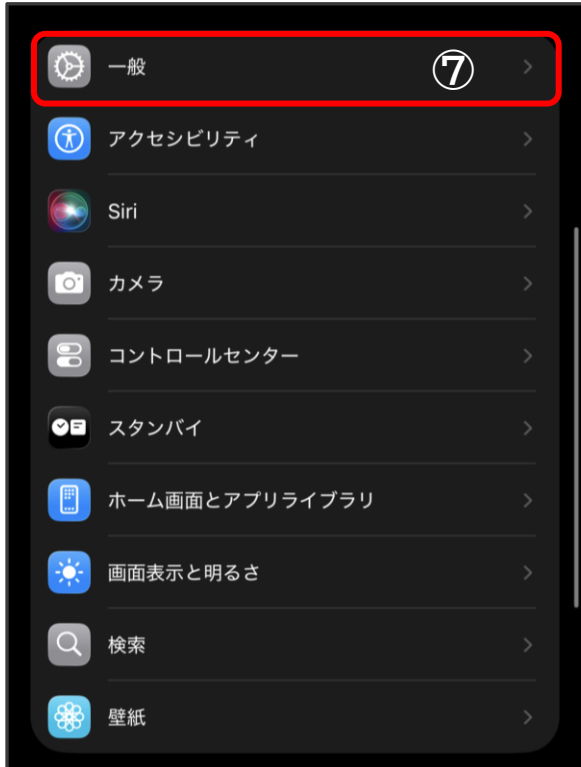 一般 ⑦
アクセシビリティ
Siri
カメラ
コントロールセンター
スタンバイ
ホーム画面とアプリライブラリ
画面表示と明るさ
検索
壁紙